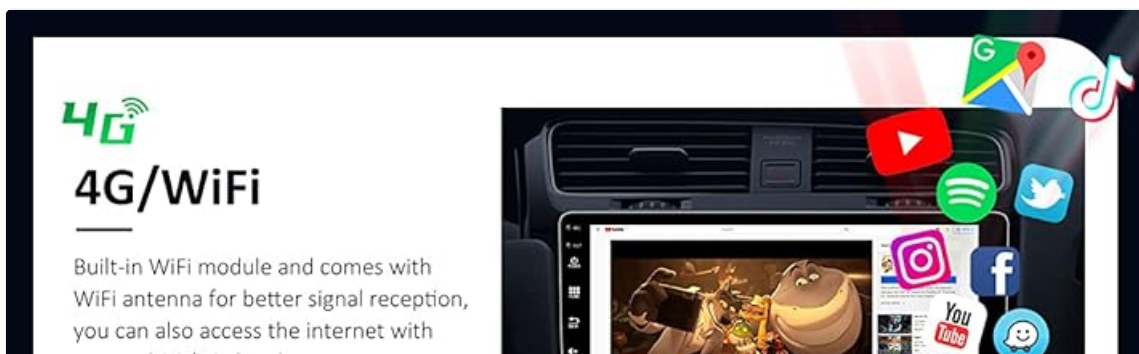 4G
4G/WiFi
Built-in WiFi module and comes with
WiFi antenna for better signal reception,
you can also access the internet with
G
You
Tube
f